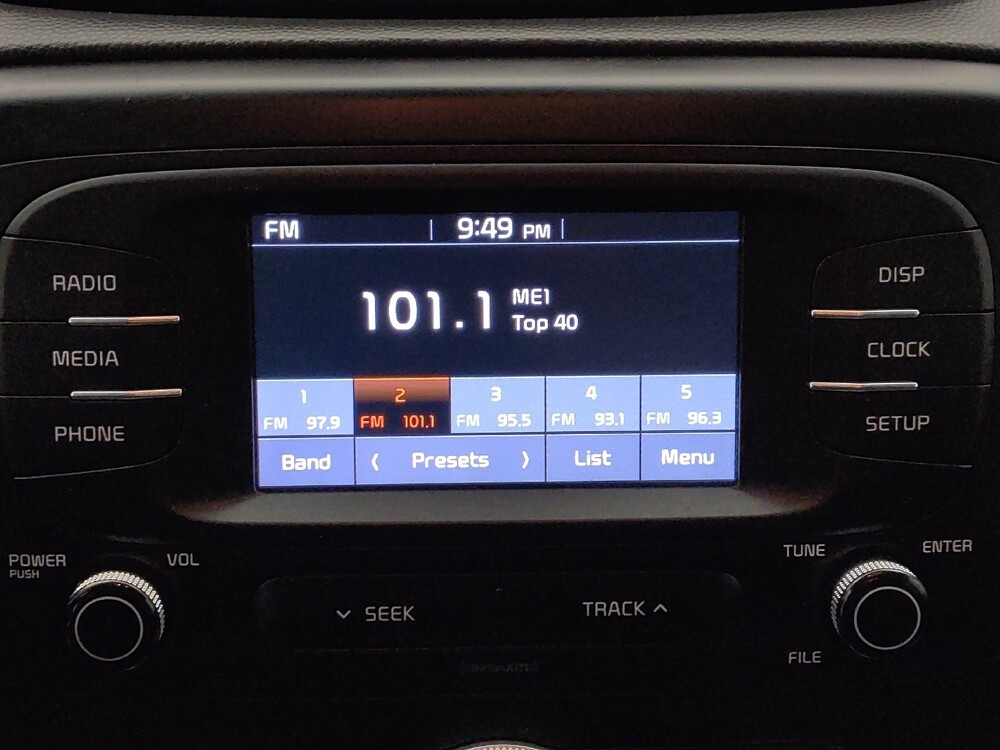 FM 9:49 PM
RADIO
DISP
101.1 ME1
Top 40
MEDIA
CLOCK
1 2 3 4 5
FM 97.9 FM 101.1 FM 95.5 FM 93.1 FM 96.3
PHONE
SETUP
Band ⟨ Presets ⟩ List Menu
POWER
PUSH
VOL
TUNE
ENTER
SEEK
TRACK
FILE